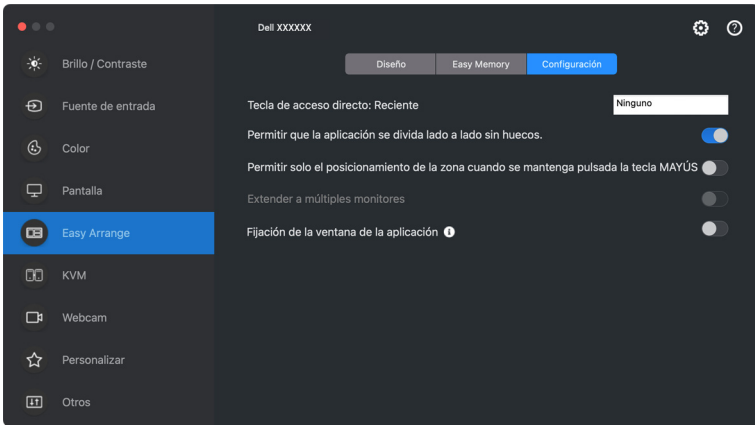 Dell XXXXXX
Brillo / Contraste
Fuente de entrada
Color
Pantalla
Easy Arrange
KVM
Webcam
Personalizar
Otros
Diseño
Easy Memory
Configuración
Tecla de acceso directo: Reciente
Ninguno
Permitir que la aplicación se divida lado a lado sin huecos.
Permitir solo el posicionamiento de la zona cuando se mantenga pulsada la tecla MAYÚS
Extender a múltiples monitores
Fijación de la ventana de la aplicación